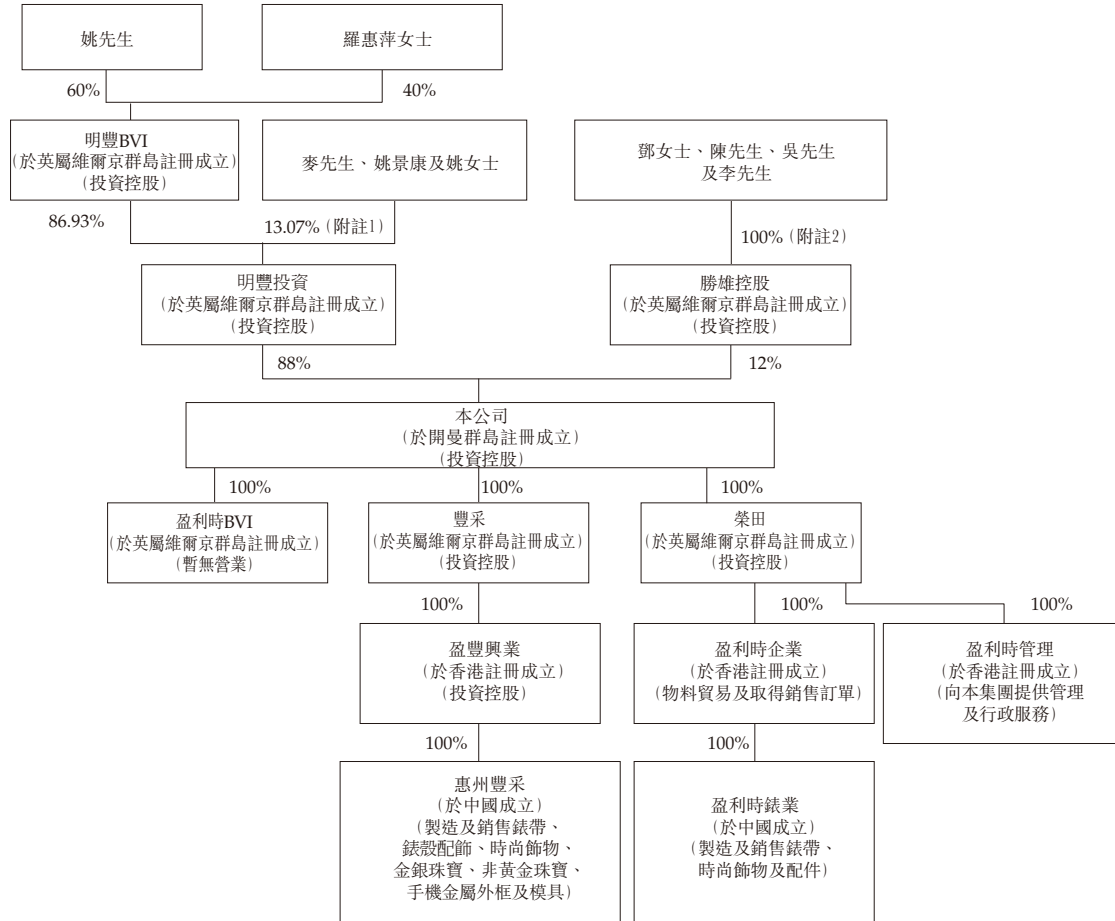 姚先生
羅惠萍女士
60%
40%
明豐BVI
(於英屬維爾京群島註冊成立)
(投資控股)
麥先生、姚景康及姚女士
鄧女士、陳先生、吳先生
及李先生
86.93%
13.07% (附註1)
100% (附註2)
明豐投資
(於英屬維爾京群島註冊成立)
(投資控股)
勝雄控股
(於英屬維爾京群島註冊成立)
(投資控股)
88%
12%
本公司
(於開曼群島註冊成立)
(投資控股)
100%
100%
100%
盈利時BVI
(於英屬維爾京群島註冊成立)
(暫無營業)
豐采
(於英屬維爾京群島註冊成立)
(投資控股)
榮田
(於英屬維爾京群島註冊成立)
(投資控股)
100%
100%
100%
盈豐興業
(於香港註冊成立)
(投資控股)
盈利時企業
(於香港註冊成立)
(物料貿易及取得銷售訂單)
盈利時管理
(於香港註冊成立)
(向本集團提供管理
及行政服務)
100%
100%
惠州豐采
(於中國成立)
(製造及銷售錶帶、
錶殼配飾、時尚飾物、
金銀珠寶、非黃金珠寶、
手機金屬外框及模具)
盈利時錶業
(於中國成立)
(製造及銷售錶帶、
時尚飾物及配件)